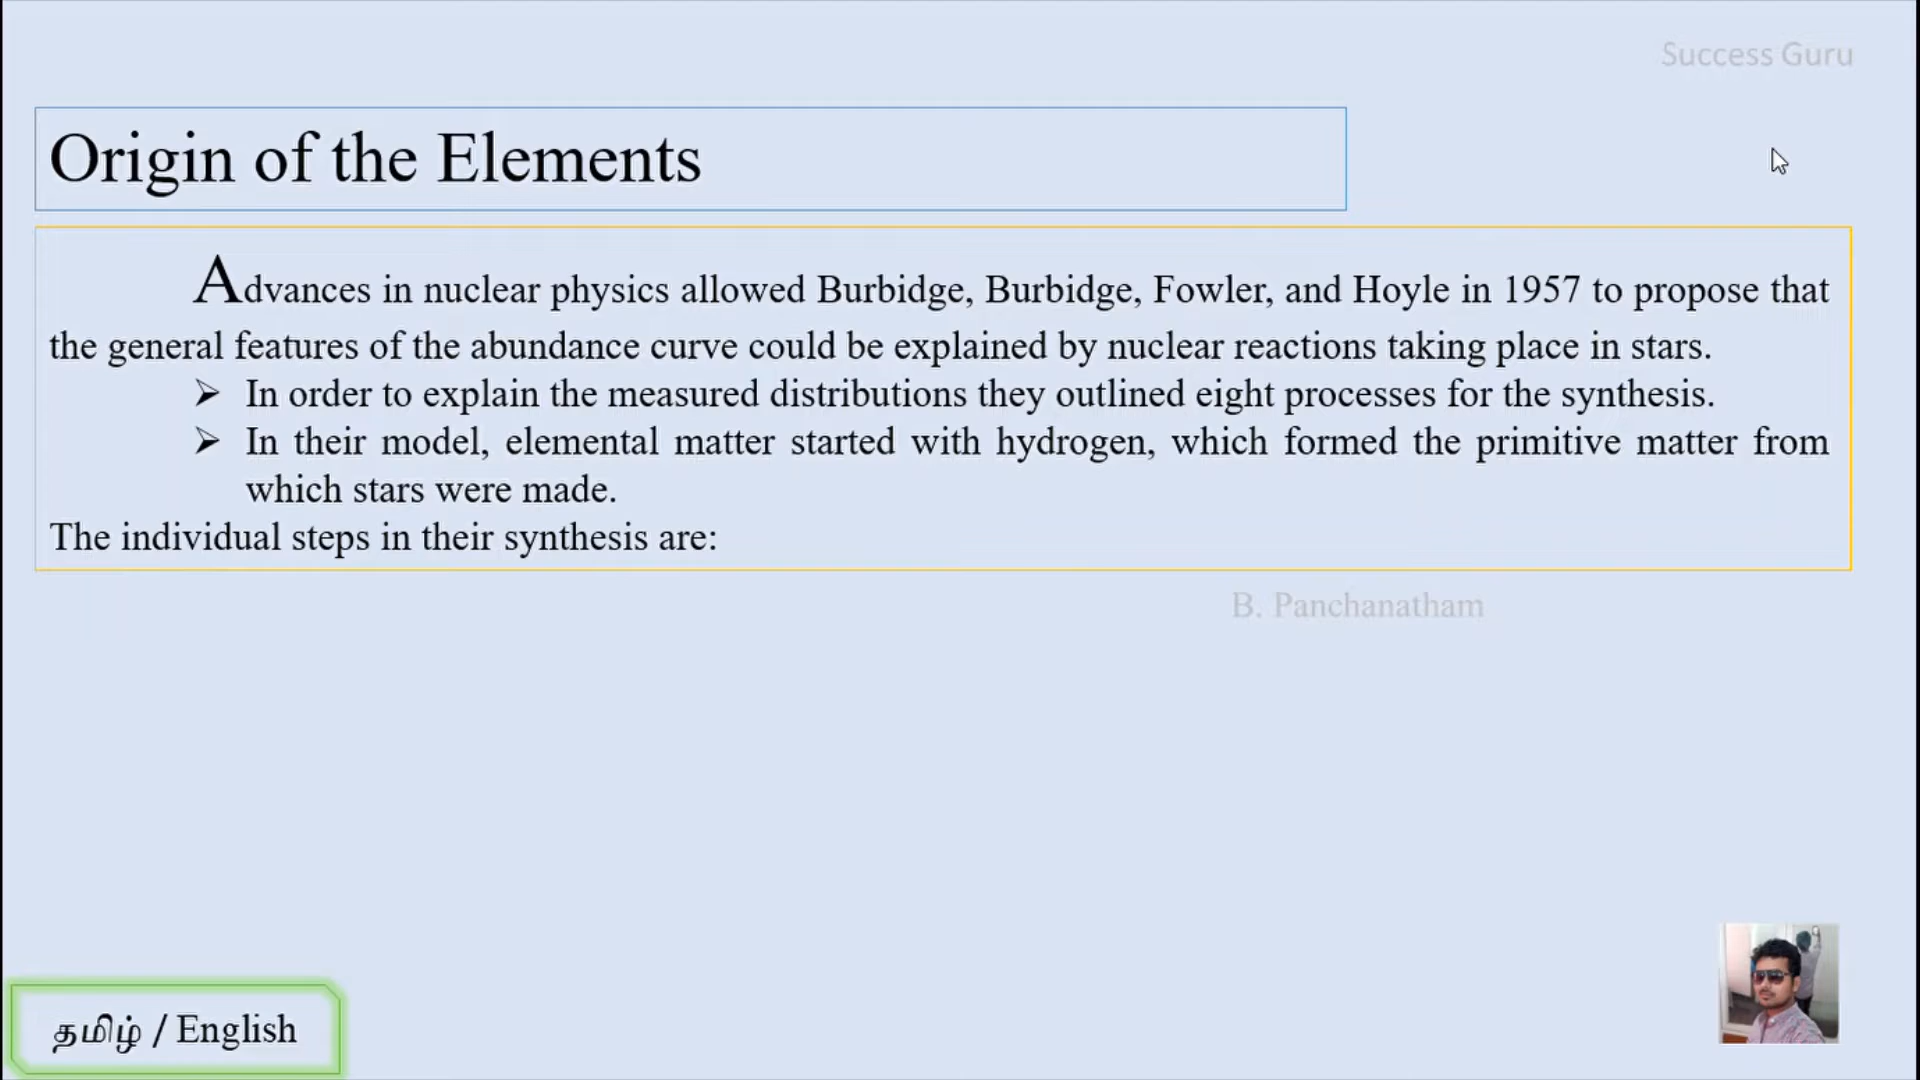 Success Guru
Origin of the Elements
Advances in nuclear physics allowed Burbidge, Burbidge, Fowler, and Hoyle in 1957 to propose that
the general features of the abundance curve could be explained by nuclear reactions taking place in stars.
➢ In order to explain the measured distributions they outlined eight processes for the synthesis.
➢ In their model, elemental matter started with hydrogen, which formed the primitive matter from
which stars were made.
The individual steps in their synthesis are:
B. Panchanatham
தமிழ் / English